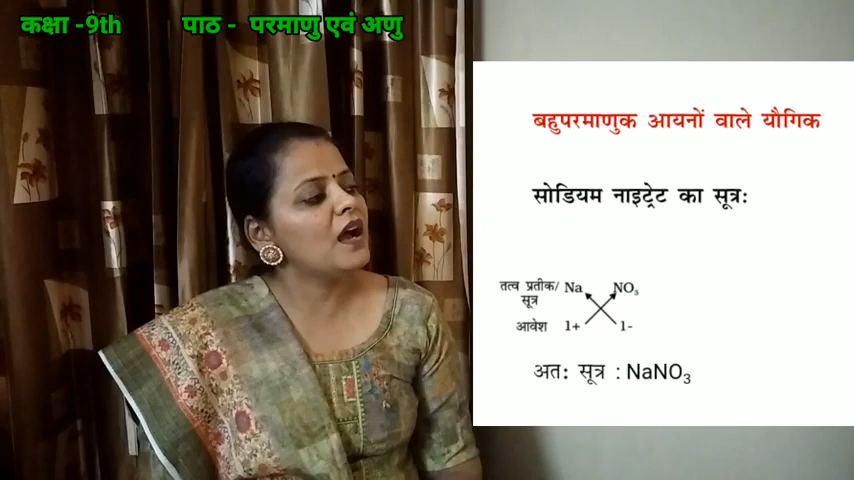 कक्षा -9th पाठ - परमाणु एवं अणु
बहुपरमाणुक आयनों वाले यौगिक
सोडियम नाइट्रेट का सूत्र:
तत्व प्रतीक/ Na NO₃
सूत्र
आवेश 1+ 1-
अतः सूत्र : NaNO₃